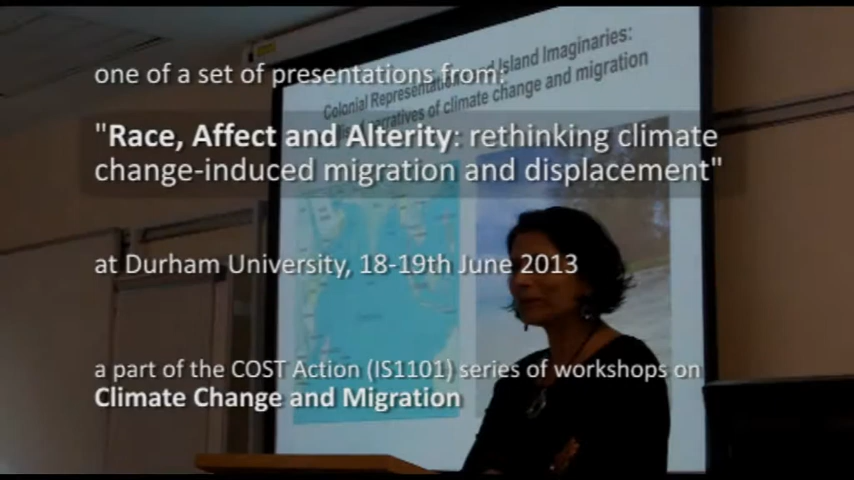 one of a set of presentations from:
"Race, Affect and Alterity: rethinking climate
change-induced migration and displacement"
at Durham University, 18-19th June 2013
a part of the COST Action (IS1101) series of workshops on
Climate Change and Migration
Colonial Representations and Island Imaginaries:
narratives of climate change and migration